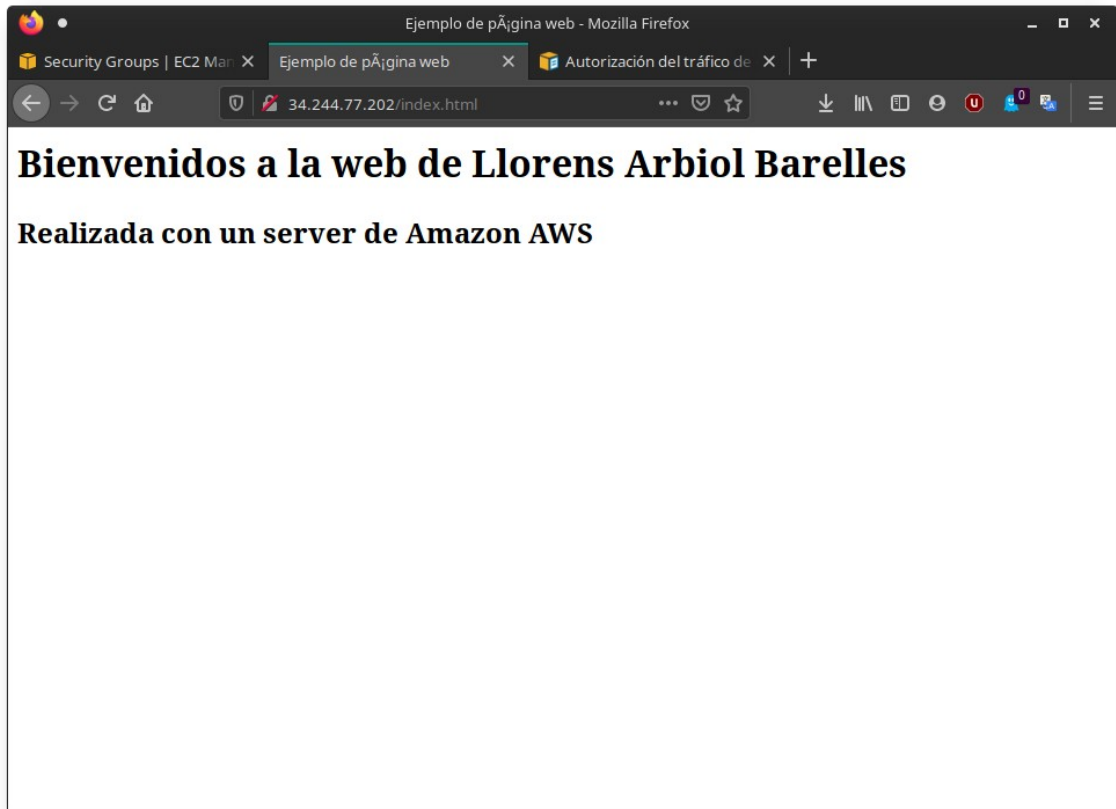 Ejemplo de pÃ¡gina web - Mozilla Firefox
Security Groups | EC2 Man
Ejemplo de pÃ¡gina web
Autorización del tráfico de
34.244.77.202/index.html
0
Bienvenidos a la web de Llorens Arbiol Barelles
Realizada con un server de Amazon AWS